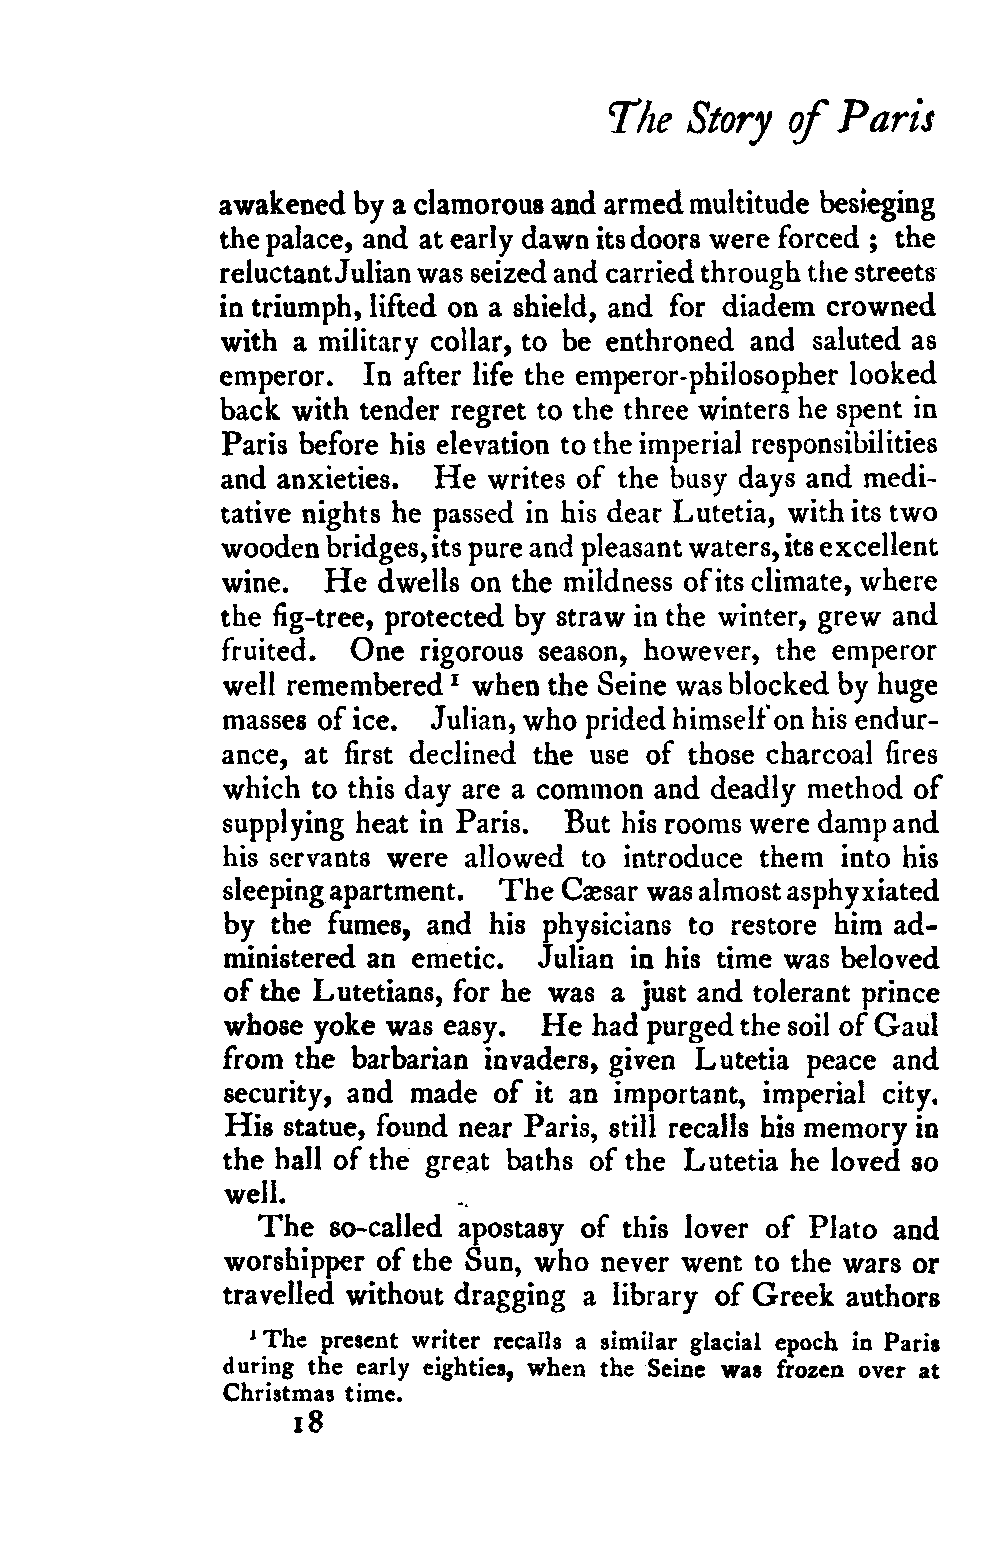 The Story of Paris
awakened by a clamorous and armed multitude besieging
the palace, and at early dawn its doors were forced ; the
reluctant Julian was seized and carried through the streets
in triumph, lifted on a shield, and for diadem crowned
with a military collar, to be enthroned and saluted as
emperor. In after life the emperor-philosopher looked
back with tender regret to the three winters he spent in
Paris before his elevation to the imperial responsibilities
and anxieties. He writes of the busy days and medi-
tative nights he passed in his dear Lutetia, with its two
wooden bridges, its pure and pleasant waters, its excellent
wine. He dwells on the mildness of its climate, where
the fig-tree, protected by straw in the winter, grew and
fruited. One rigorous season, however, the emperor
well remembered ¹ when the Seine was blocked by huge
masses of ice. Julian, who prided himself on his endur-
ance, at first declined the use of those charcoal fires
which to this day are a common and deadly method of
supplying heat in Paris. But his rooms were damp and
his servants were allowed to introduce them into his
sleeping apartment. The Cæsar was almost asphyxiated
by the fumes, and his physicians to restore him ad-
ministered an emetic. Julian in his time was beloved
of the Lutetians, for he was a just and tolerant prince
whose yoke was easy. He had purged the soil of Gaul
from the barbarian invaders, given Lutetia peace and
security, and made of it an important, imperial city.
His statue, found near Paris, still recalls his memory in
the hall of the great baths of the Lutetia he loved so
well.
The so-called apostasy of this lover of Plato and
worshipper of the Sun, who never went to the wars or
travelled without dragging a library of Greek authors
¹ The present writer recalls a similar glacial epoch in Paris
during the early eighties, when the Seine was frozen over at
Christmas time.
18